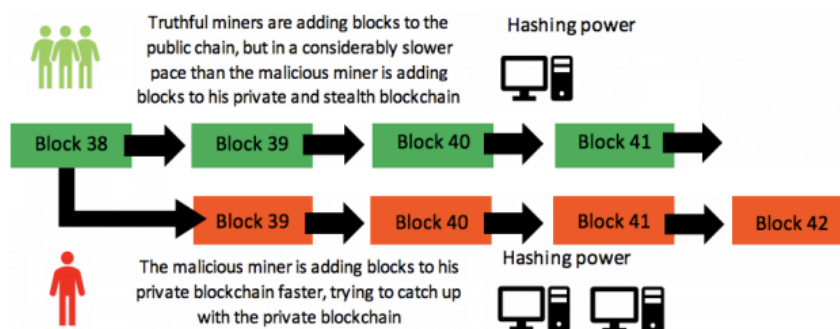 Truthful miners are adding blocks to the
public chain, but in a considerably slower
pace than the malicious miner is adding
blocks to his private and stealth blockchain
Hashing power
Block 38
Block 39
Block 40
Block 41
Block 39
Block 40
Block 41
Block 42
The malicious miner is adding blocks to his
private blockchain faster, trying to catch up
with the private blockchain
Hashing power